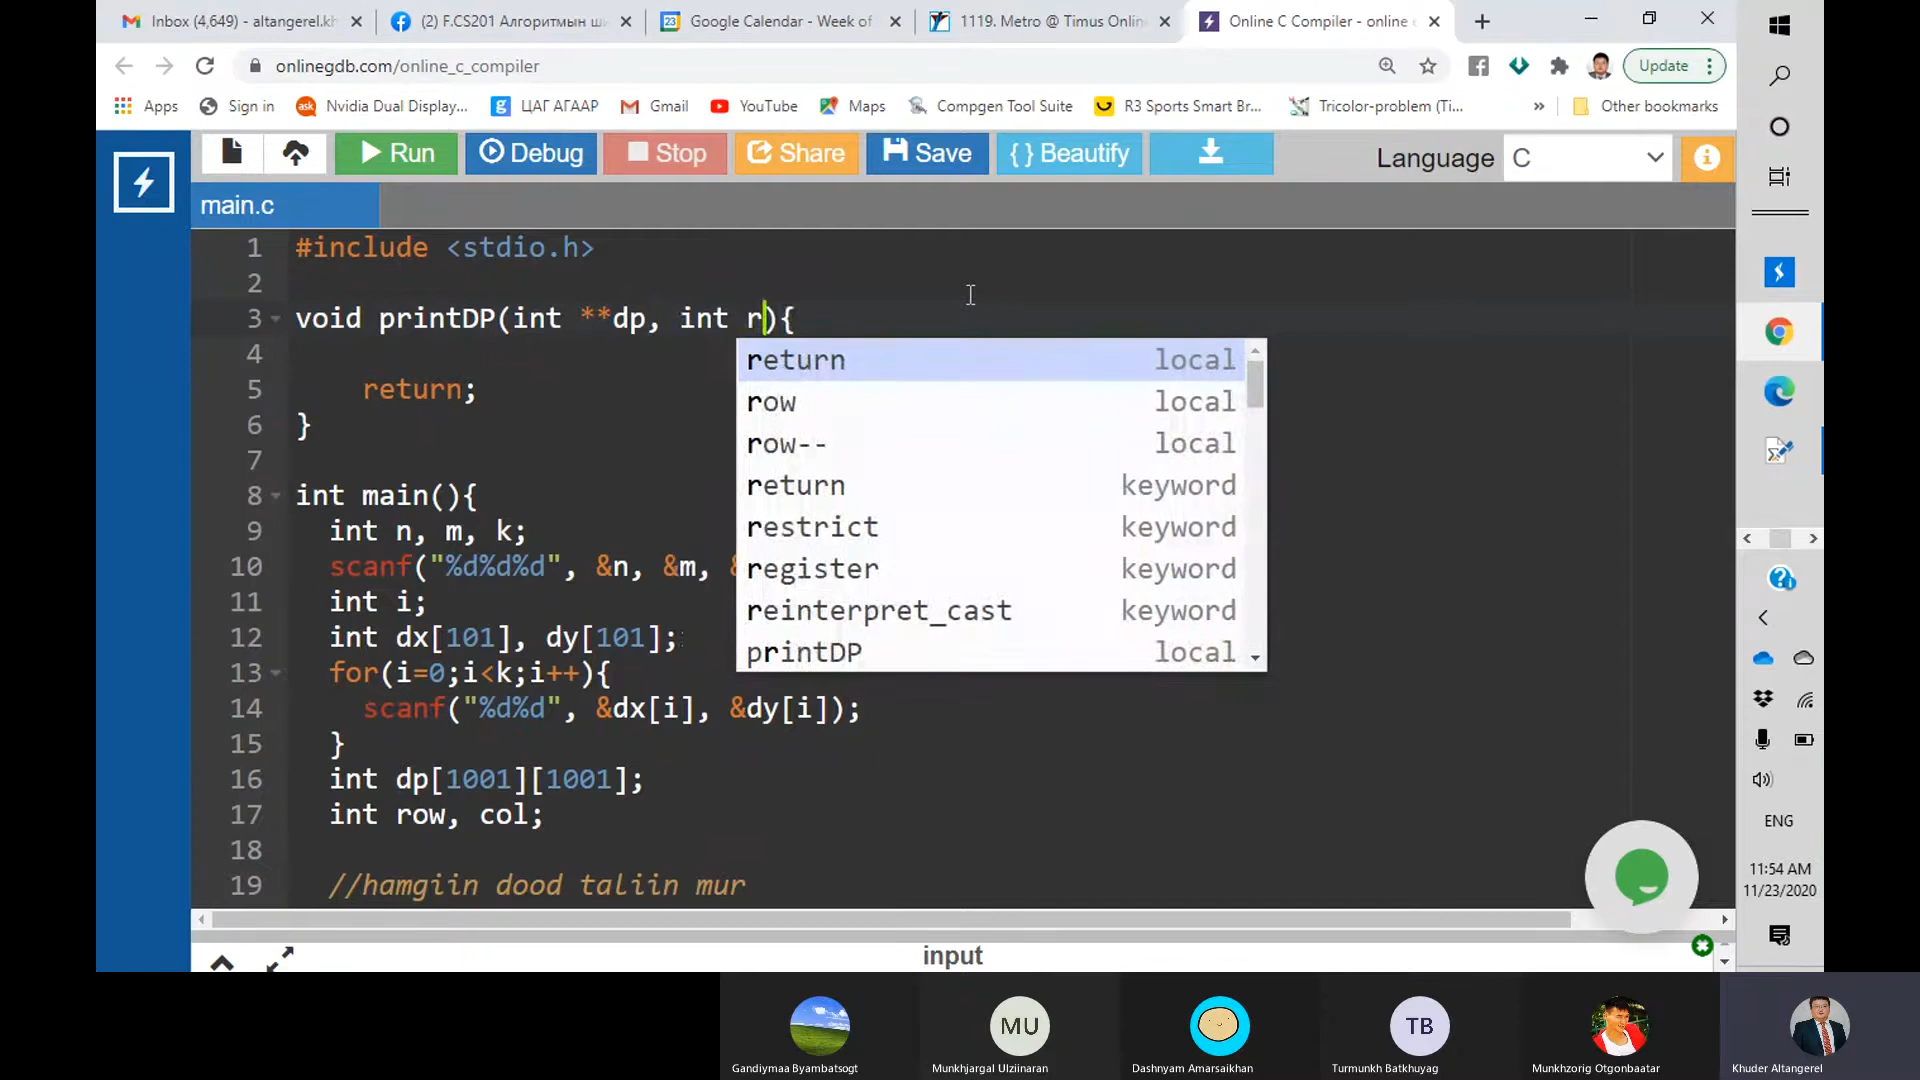 Inbox (4,649) - altangerel.kh
(2) F.CS201 Алгоритмын ши
Google Calendar - Week of
1119. Metro @ Timus Onlin
Online C Compiler - online e
onlinegdb.com/online_c_compiler
Update
Apps
Sign in
Nvidia Dual Display...
ЦАГ АГААР
Gmail
YouTube
Maps
Compgen Tool Suite
R3 Sports Smart Br...
Tricolor-problem (Ti...
»
Other bookmarks
Run
Debug
Stop
Share
Save
{ } Beautify
Language
C
main.c
1 #include <stdio.h>
2
3 void printDP(int **dp, int r){
4
5 return;
6 }
7
8 int main(){
9 int n, m, k;
10 scanf("%d%d%d", &n, &m, &
11 int i;
12 int dx[101], dy[101];
13 for(i=0;i<k;i++){
14 scanf("%d%d", &dx[i], &dy[i]);
15 }
16 int dp[1001][1001];
17 int row, col;
18
19 //hamgiin dood taliin mur
return local
row local
row-- local
return keyword
restrict keyword
register keyword
reinterpret_cast keyword
printDP local
input
ENG
11:54 AM
11/23/2020
MU
TB
Gandiymaa Byambatsogt
Munkhjargal Ulziinaran
Dashnyam Amarsaikhan
Turmunkh Batkhuyag
Munkhzorig Otgonbaatar
Khuder Altangerel